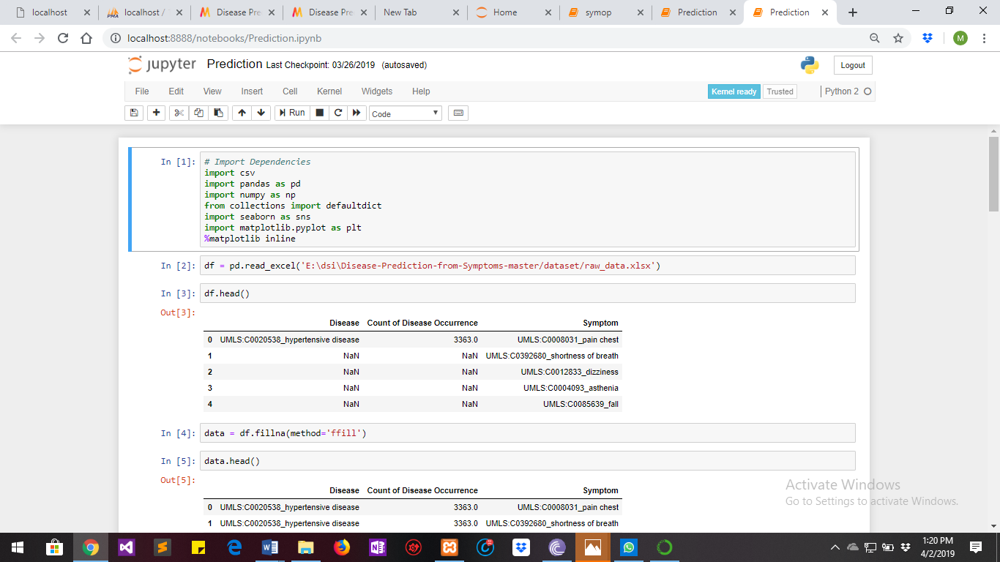 localhost
localhost /
Disease Pre
Disease Pre
New Tab
Home
symop
Prediction
Prediction
localhost:8888/notebooks/Prediction.ipynb
M
jupyter Prediction Last Checkpoint: 03/26/2019 (autosaved)
Logout
File Edit View Insert Cell Kernel Widgets Help
Kernel ready Trusted Python 2
Run Code
In [1]: # Import Dependencies
import csv
import pandas as pd
import numpy as np
from collections import defaultdict
import seaborn as sns
import matplotlib.pyplot as plt
%matplotlib inline
In [2]: df = pd.read_excel('E:\dsi\Disease-Prediction-from-Symptoms-master/dataset/raw_data.xlsx')
In [3]: df.head()
Out[3]:
Disease Count of Disease Occurrence Symptom
0 UMLS:C0020538_hypertensive disease 3363.0 UMLS:C0008031_pain chest
1 NaN NaN UMLS:C0392680_shortness of breath
2 NaN NaN UMLS:C0012833_dizziness
3 NaN NaN UMLS:C0004093_asthenia
4 NaN NaN UMLS:C0085639_fall
In [4]: data = df.fillna(method='ffill')
In [5]: data.head()
Out[5]:
Disease Count of Disease Occurrence Symptom
0 UMLS:C0020538_hypertensive disease 3363.0 UMLS:C0008031_pain chest
1 UMLS:C0020538_hypertensive disease 3363.0 UMLS:C0392680_shortness of breath
Activate Windows
Go to Settings to activate Windows.
1:20 PM
4/2/2019